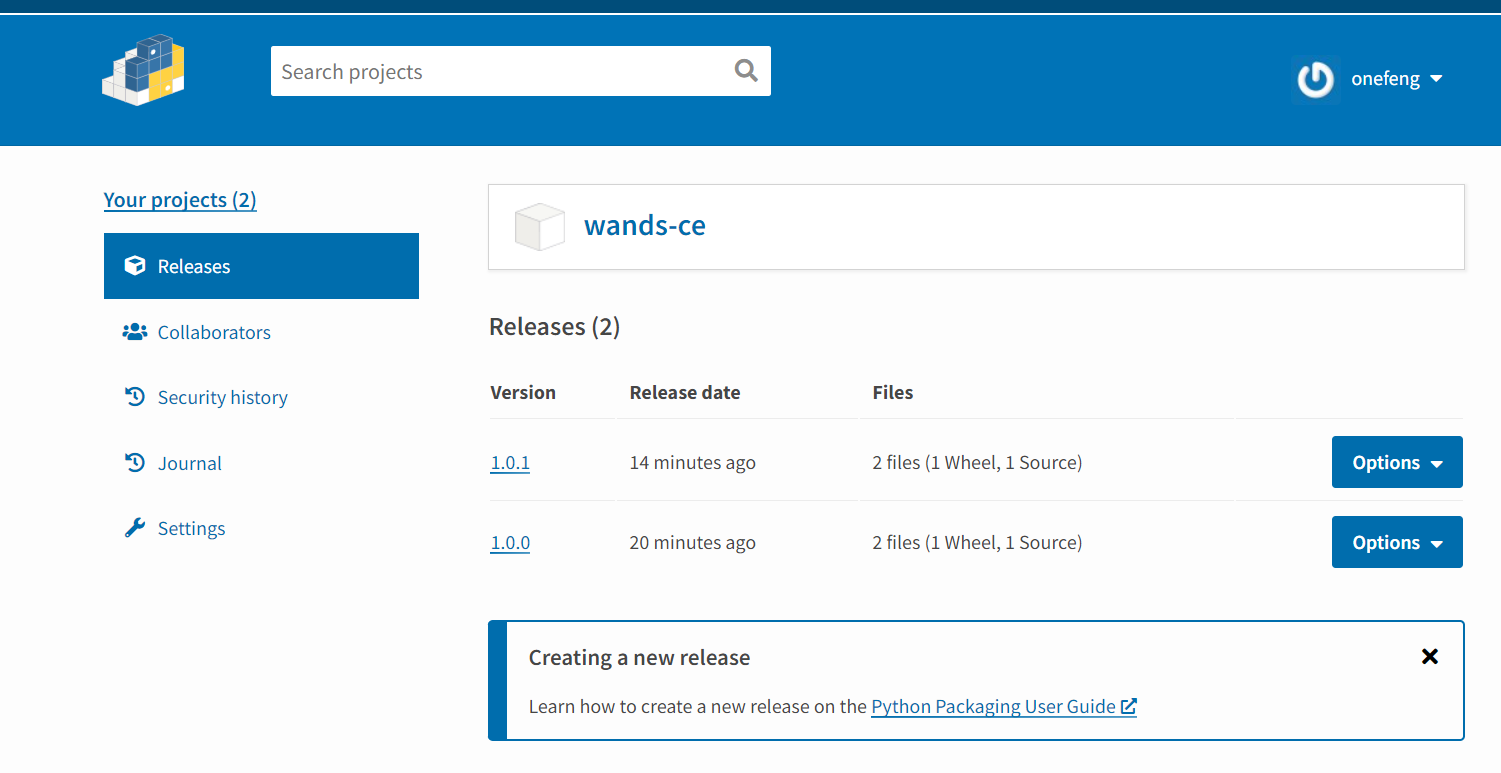 Search projects
onefeng
Your projects (2)
Releases
Collaborators
Security history
Journal
Settings
wands-ce
Releases (2)
Version Release date Files
1.0.1 14 minutes ago 2 files (1 Wheel, 1 Source) Options
1.0.0 20 minutes ago 2 files (1 Wheel, 1 Source) Options
Creating a new release
Learn how to create a new release on the Python Packaging User Guide